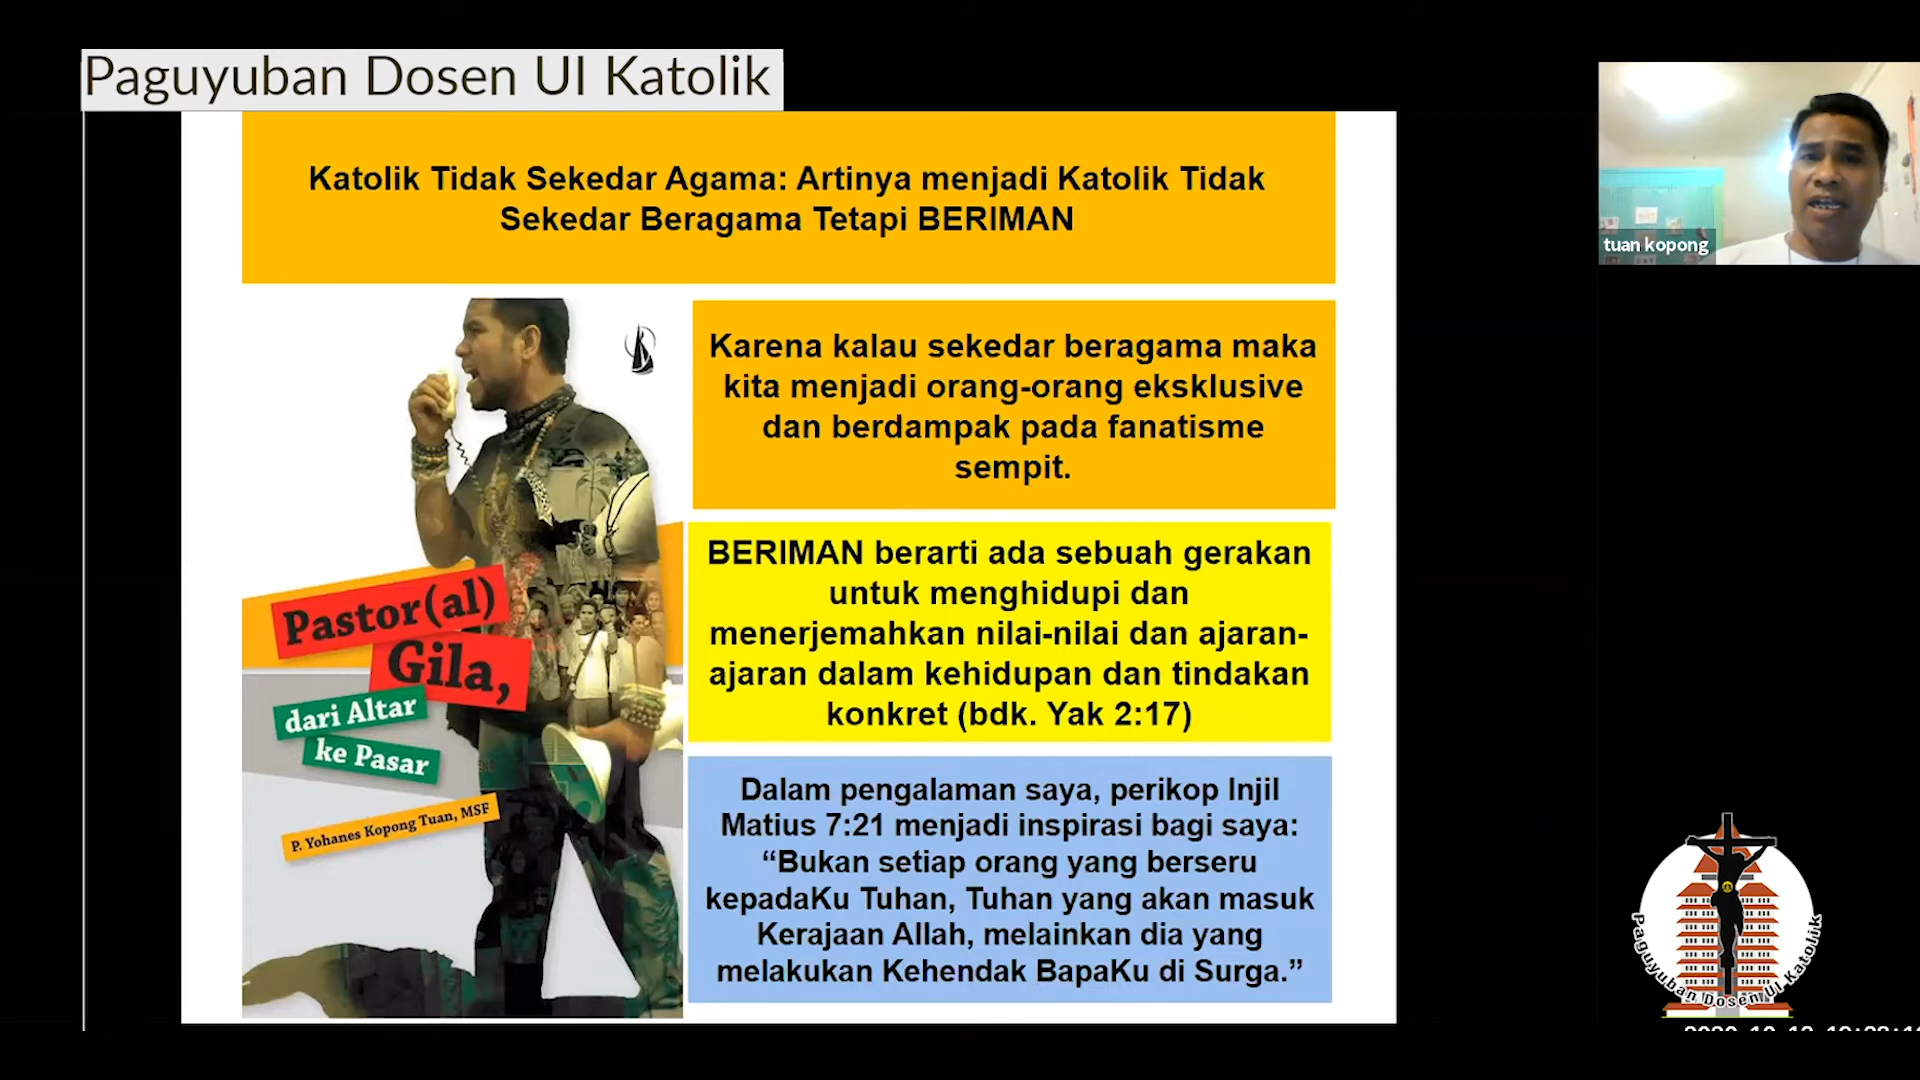 Paguyuban Dosen UI Katolik
Katolik Tidak Sekedar Agama: Artinya menjadi Katolik Tidak
Sekedar Beragama Tetapi BERIMAN
tuan kopong
Karena kalau sekedar beragama maka
kita menjadi orang-orang eksklusive
dan berdampak pada fanatisme
sempit.
BERIMAN berarti ada sebuah gerakan
untuk menghidupi dan
menerjemahkan nilai-nilai dan ajaran-
ajaran dalam kehidupan dan tindakan
konkret (bdk. Yak 2:17)
Pastor(al)
Gila,
dari Altar
ke Pasar
P. Yohanes Kopong Tuan, MSF
Dalam pengalaman saya, perikop Injil
Matius 7:21 menjadi inspirasi bagi saya:
“Bukan setiap orang yang berseru
kepadaKu Tuhan, Tuhan yang akan masuk
Kerajaan Allah, melainkan dia yang
melakukan Kehendak BapaKu di Surga.”
Paguyuban Dosen UI Katolik